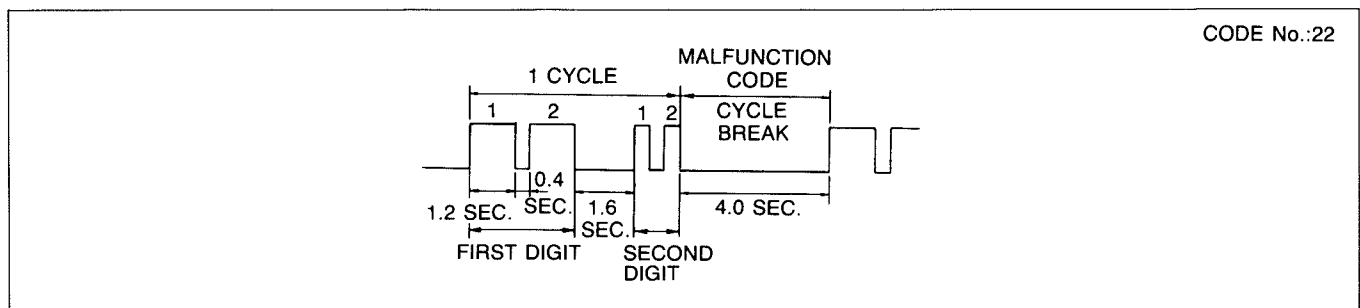 CODE No.:22
MALFUNCTION
CODE
1 CYCLE
CYCLE
BREAK
1 2 1 2
0.4
SEC.
1.2 SEC.
1.6
SEC.
4.0 SEC.
FIRST DIGIT
SECOND
DIGIT